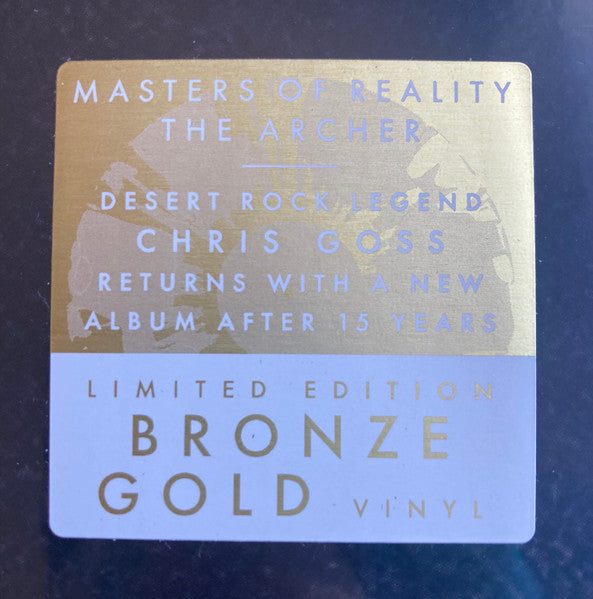 MASTERS OF REALITY
THE ARCHER
DESERT ROCK LEGEND
CHRIS GOSS
RETURNS WITH A NEW
ALBUM AFTER 15 YEARS
LIMITED EDITION
BRONZE
GOLD VINYL